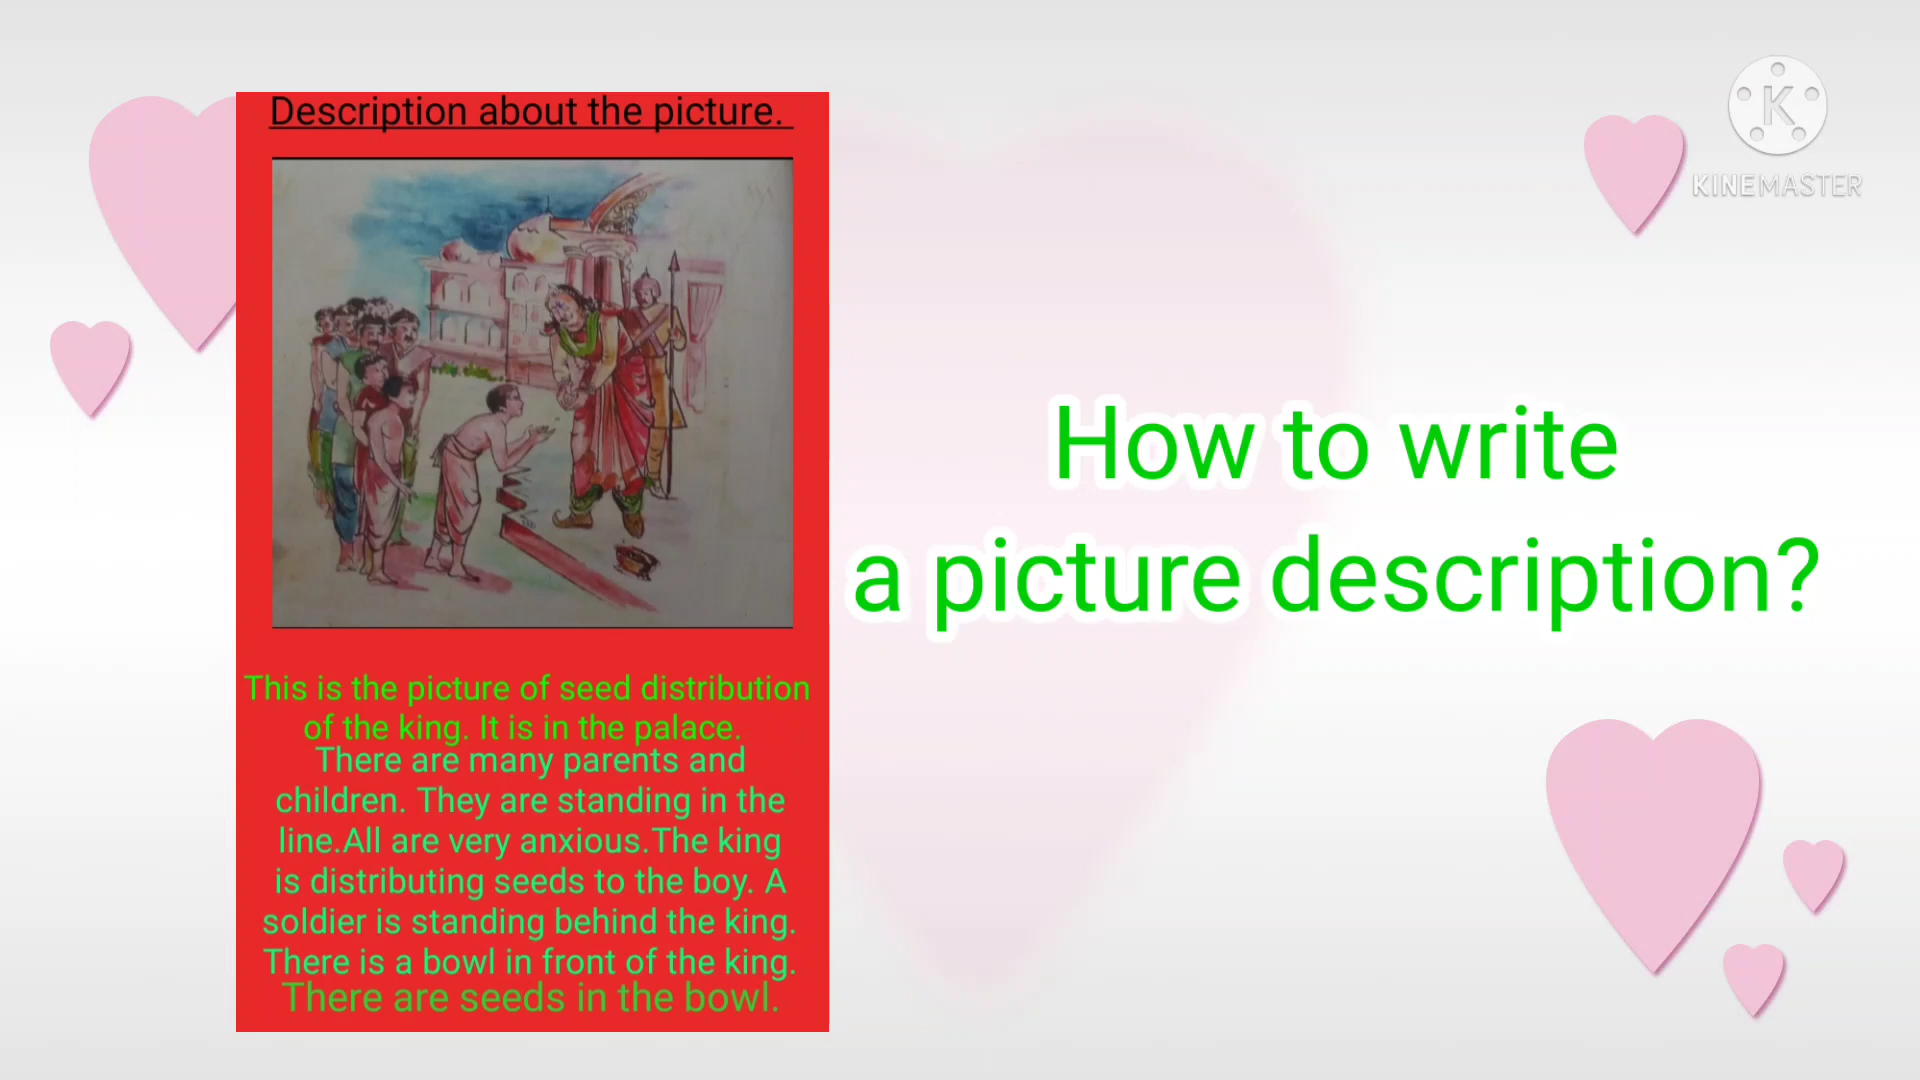 Description about the picture.
This is the picture of seed distribution
of the king. It is in the palace.
There are many parents and
children. They are standing in the
line.All are very anxious.The king
is distributing seeds to the boy. A
soldier is standing behind the king.
There is a bowl in front of the king.
There are seeds in the bowl.
How to write
a picture description?
K
KINEMASTER